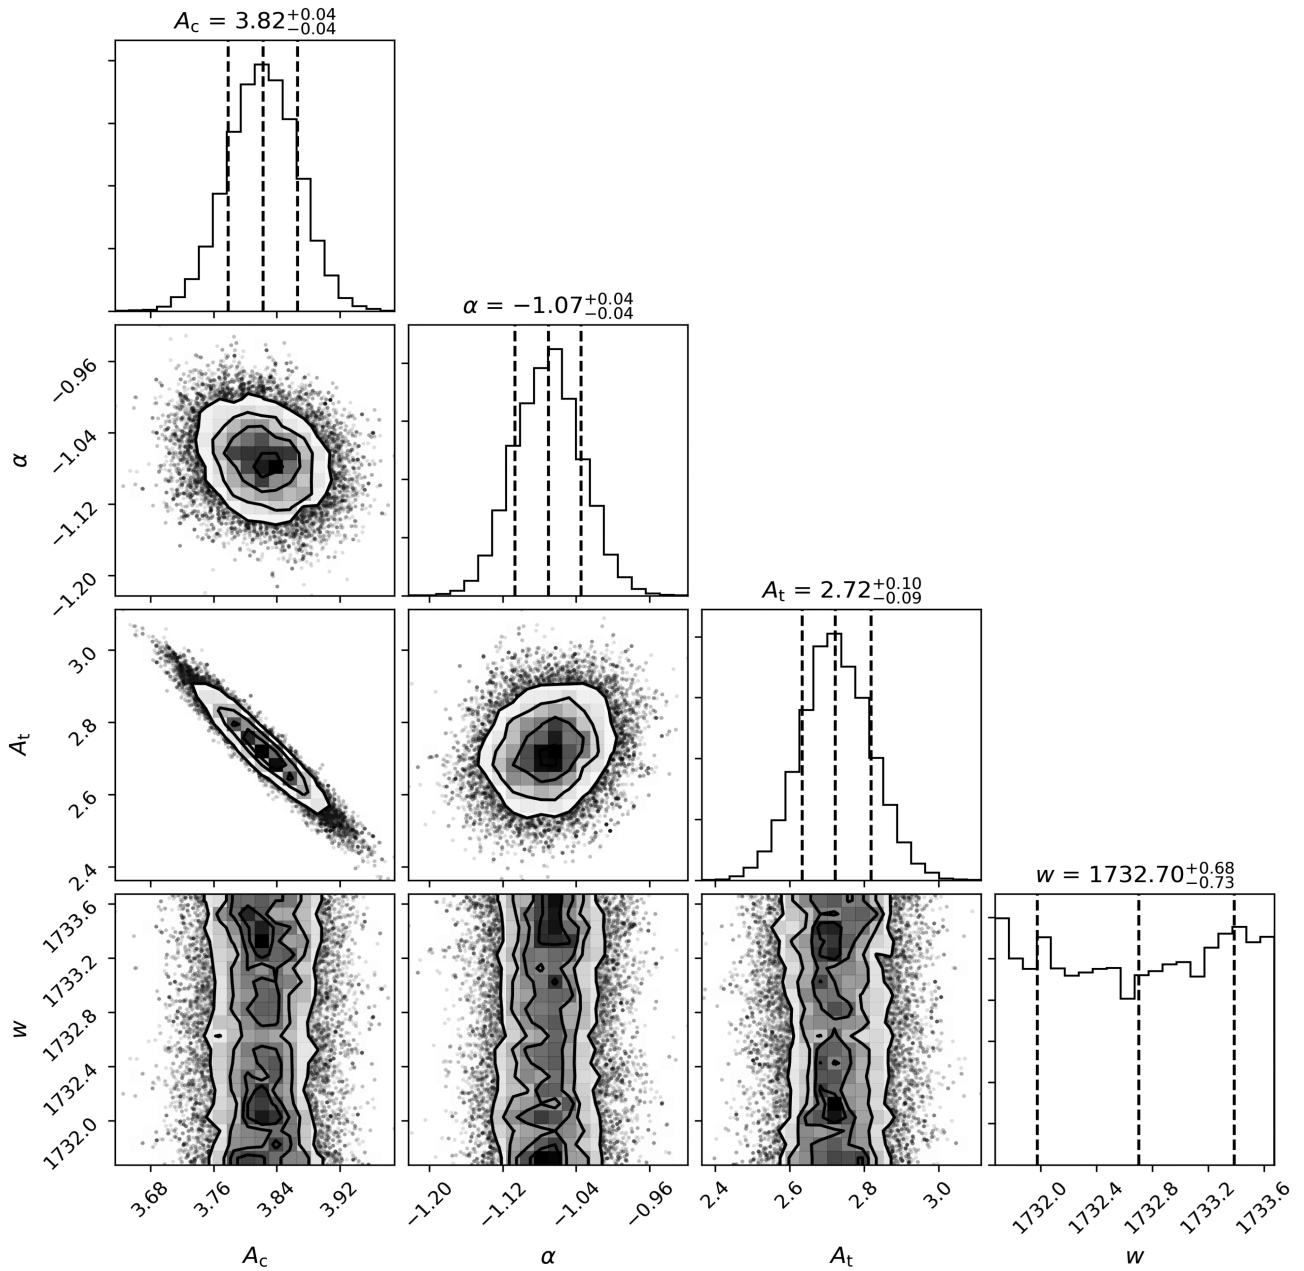 A_c = 3.82^{+0.04}_{-0.04}
α = −1.07^{+0.04}_{-0.04}
−0.96
−1.04
−1.12
−1.20
α
A_t = 2.72^{+0.10}_{-0.09}
3.0
2.8
2.6
2.4
A_t
w = 1732.70^{+0.68}_{-0.73}
1733.6
1733.2
1732.8
1732.4
1732.0
w
3.68 3.76 3.84 3.92 −1.20 −1.12 −1.04 −0.96 2.4 2.6 2.8 3.0 1732.0 1732.4 1732.8 1733.2 1733.6
A_c α A_t w